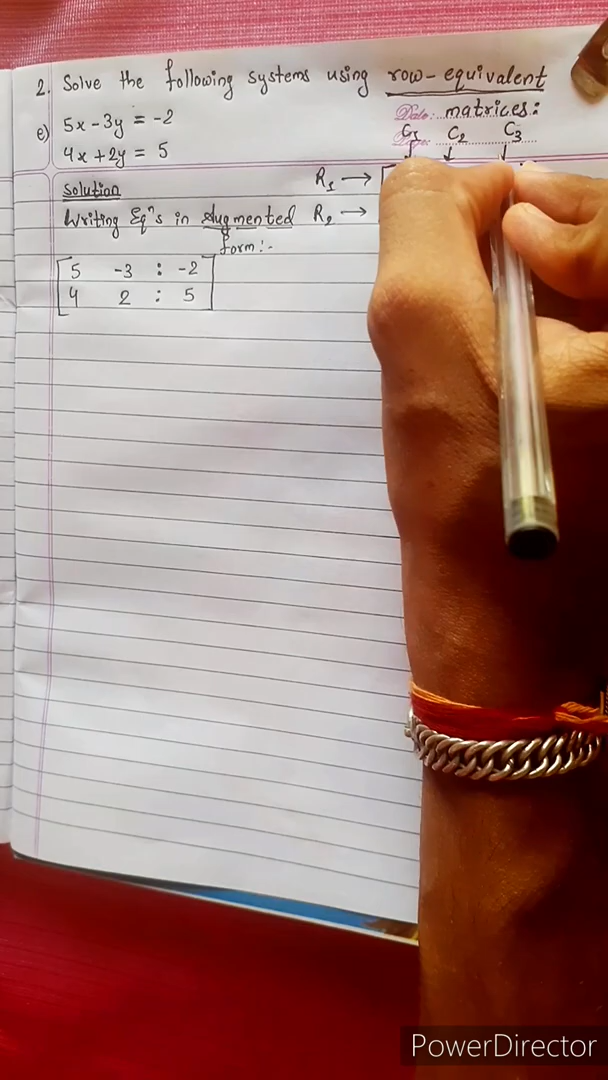 2. Solve the following systems using row-equivalent
Date: matrices:
e) 5x - 3y = -2
4x + 2y = 5
C1 C2 C3
Solution R1 →
Writing Eqⁿs in Augmented R2 →
form:-
5 -3 : -2
4 2 : 5
PowerDirector